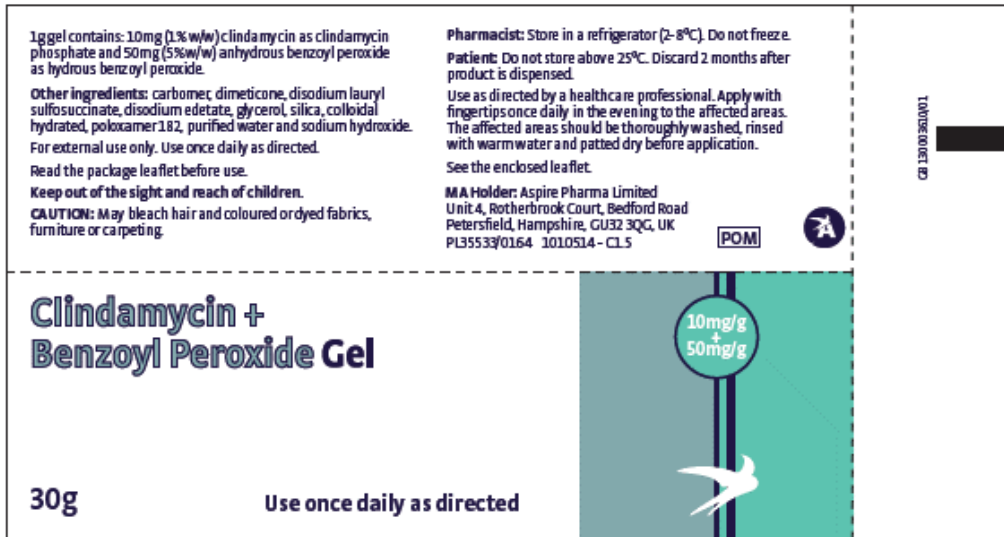 1g gel contains: 10mg (1% w/w) clindamycin as clindamycin
phosphate and 50mg (5%w/w) anhydrous benzoyl peroxide
as hydrous benzoyl peroxide.
Other ingredients: carbomer, dimeticone, disodium lauryl
sulfosuccinate, disodium edetate, glycerol, silica, colloidal
hydrated, poloxamer 182, purified water and sodium hydroxide.
For external use only. Use once daily as directed.
Read the package leaflet before use.
Keep out of the sight and reach of children.
CAUTION: May bleach hair and coloured or dyed fabrics,
furniture or carpeting.
Pharmacist: Store in a refrigerator (2-8ºC). Do not freeze.
Patient: Do not store above 25ºC. Discard 2 months after
product is dispensed.
Use as directed by a healthcare professional. Apply with
fingertips once daily in the evening to the affected areas.
The affected areas should be thoroughly washed, rinsed
with warm water and patted dry before application.
See the enclosed leaflet.
MA Holder: Aspire Pharma Limited
Unit 4, Rotherbrook Court, Bedford Road
Petersfield, Hampshire, GU32 3QG, UK
PL35533/0164 1010514 - C1.5
POM
A
Clindamycin +
Benzoyl Peroxide Gel
10mg/g
+
50mg/g
30g
Use once daily as directed